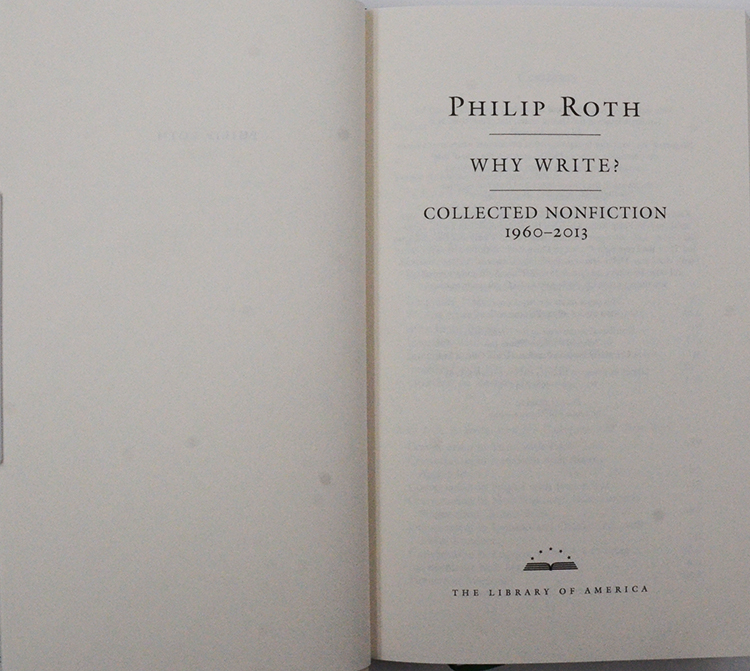 PHILIP ROTH
WHY WRITE?
COLLECTED NONFICTION
1960–2013
THE LIBRARY OF AMERICA